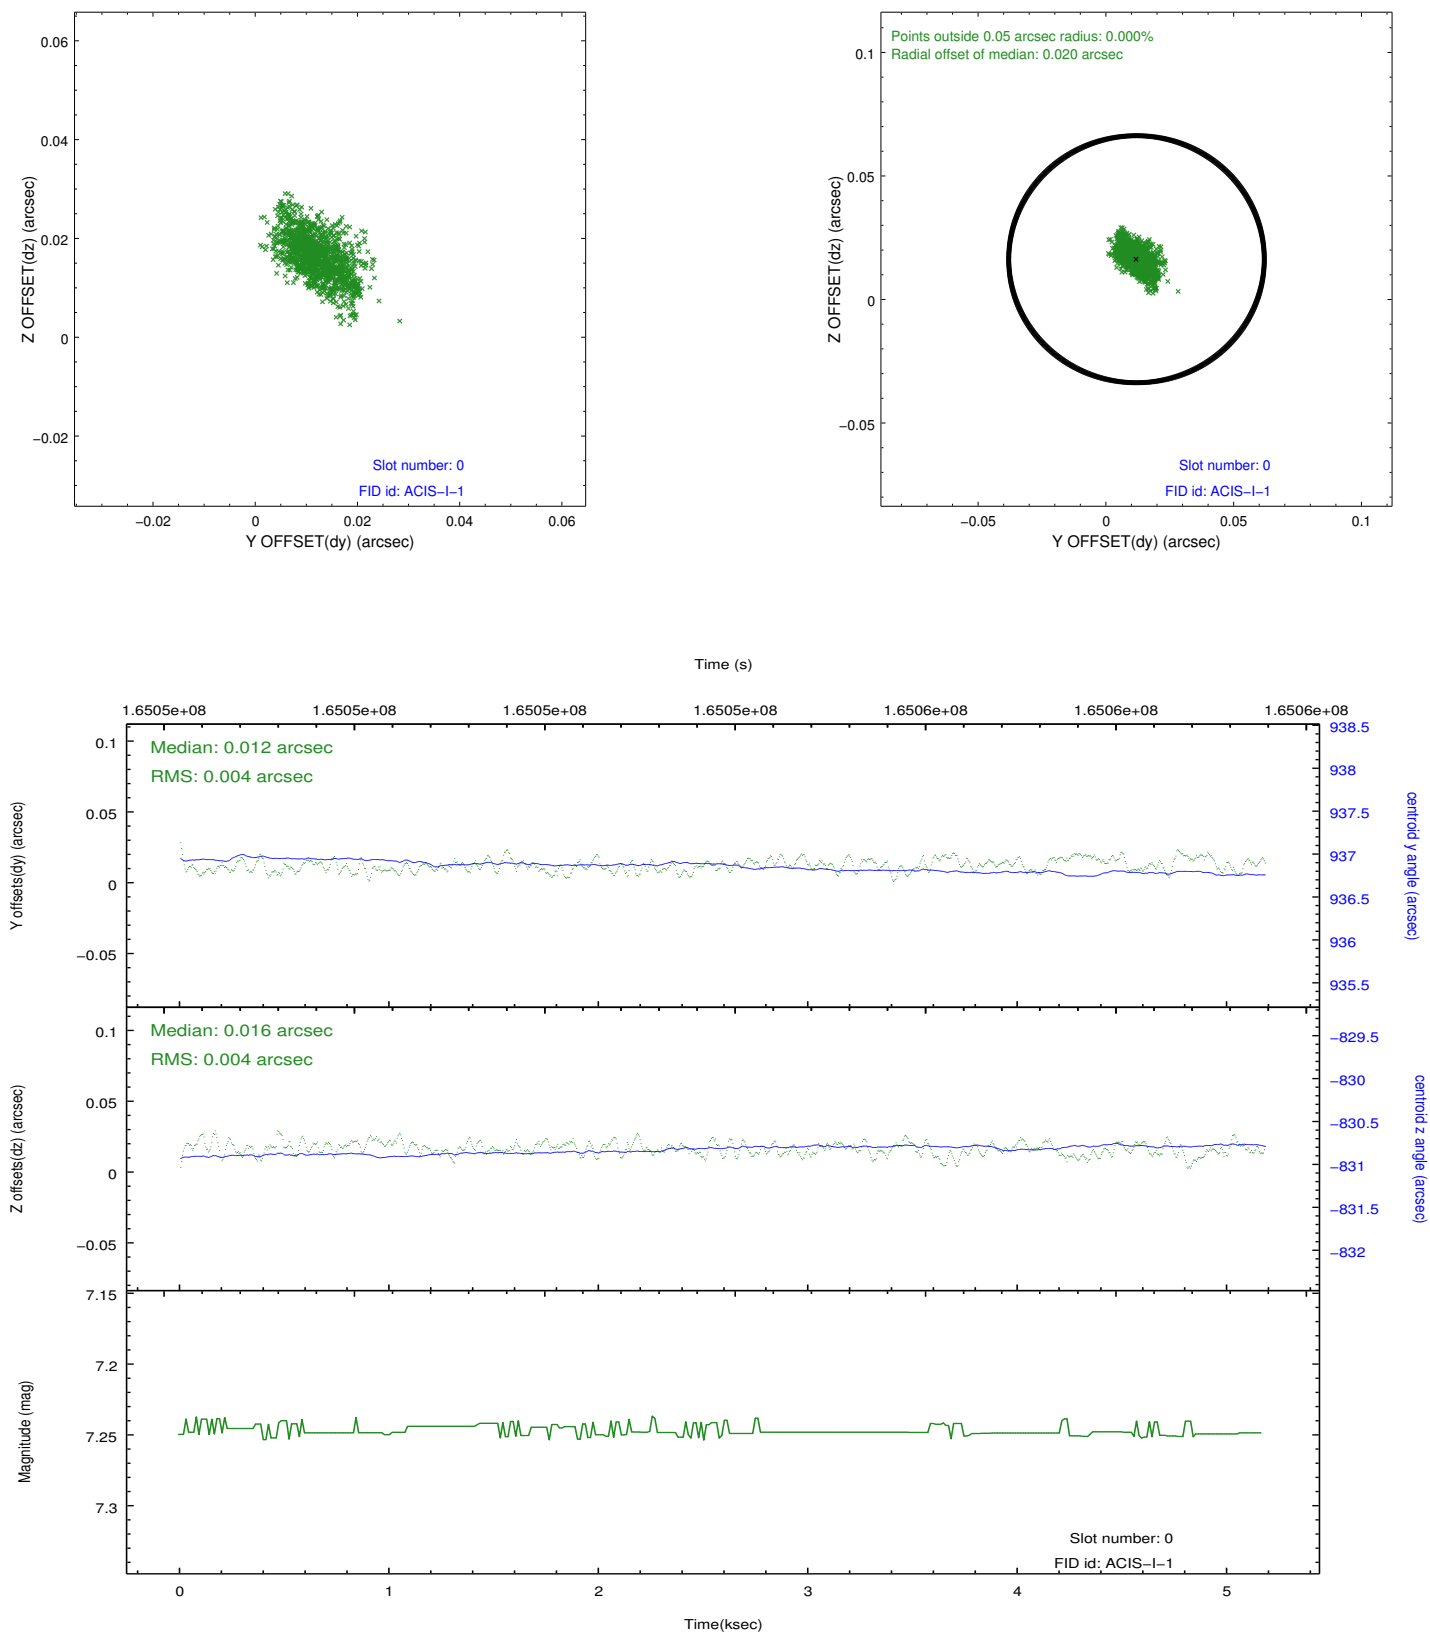 0.06
0.04
0.02
0
−0.02
Z OFFSET(dz) (arcsec)
Slot number: 0
FID id: ACIS−I−1
−0.02
0
0.02
0.04
0.06
Y OFFSET(dy) (arcsec)
Points outside 0.05 arcsec radius: 0.000%
Radial offset of median: 0.020 arcsec
0.1
0.05
0
−0.05
Z OFFSET(dz) (arcsec)
Slot number: 0
FID id: ACIS−I−1
−0.05
0
0.05
0.1
Y OFFSET(dy) (arcsec)
Time (s)
1.6505e+08
1.6505e+08
1.6505e+08
1.6505e+08
1.6506e+08
1.6506e+08
1.6506e+08
Median: 0.012 arcsec
RMS: 0.004 arcsec
0.1
0.05
0
−0.05
Y offsets(dy) (arcsec)
938.5
938
937.5
937
936.5
936
935.5
centroid y angle (arcsec)
Median: 0.016 arcsec
RMS: 0.004 arcsec
0.1
0.05
0
−0.05
Z offsets(dz) (arcsec)
−829.5
−830
−830.5
−831
−831.5
−832
centroid z angle (arcsec)
7.15
7.2
7.25
7.3
Magnitude (mag)
Slot number: 0
FID id: ACIS−I−1
0
1
2
3
4
5
Time(ksec)